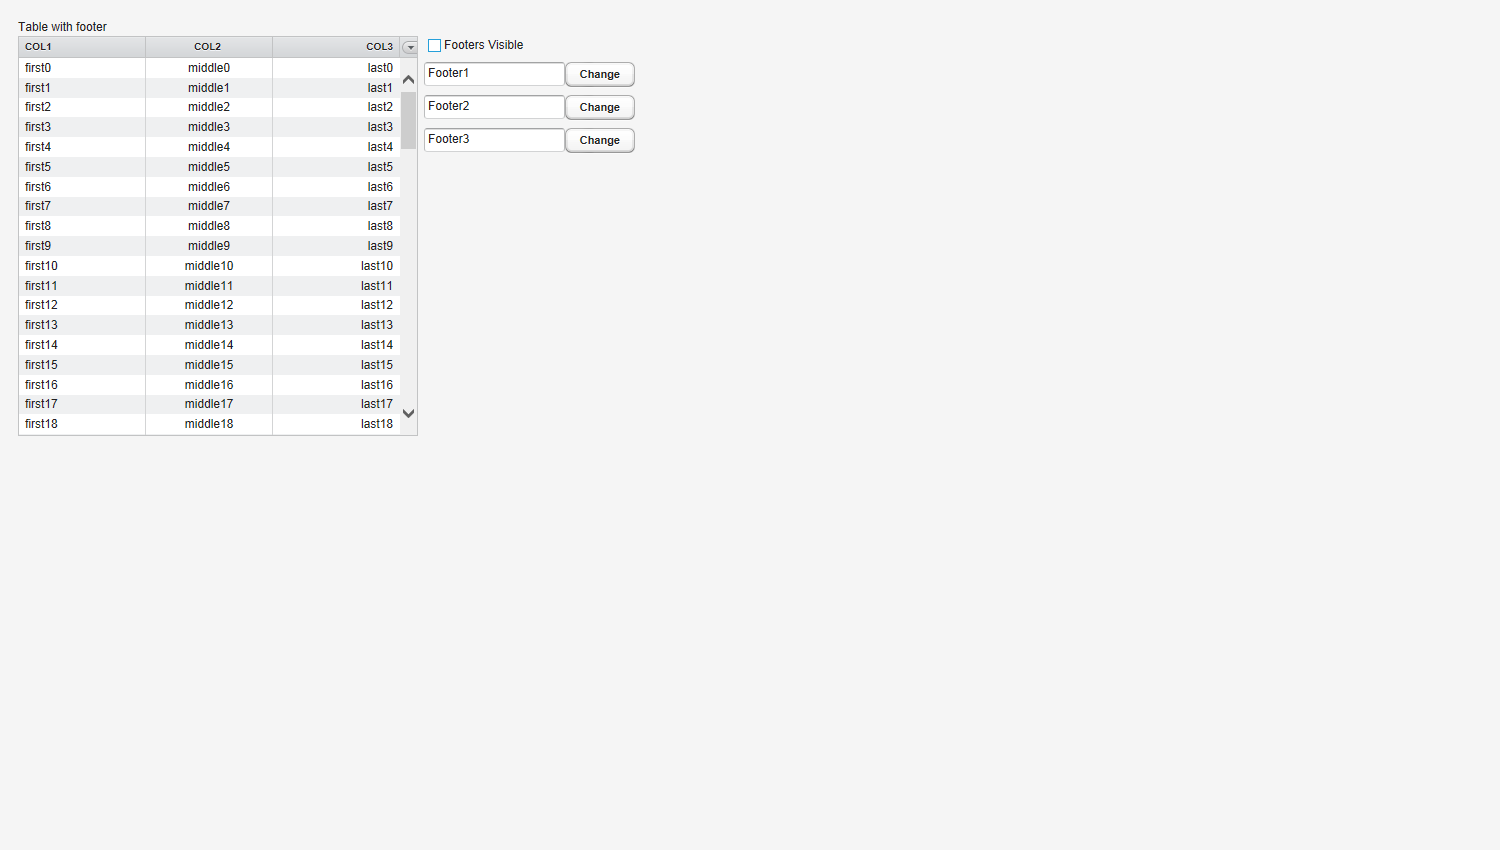 Table with footer
COL1 COL2 COL3
first0 middle0 last0
first1 middle1 last1
first2 middle2 last2
first3 middle3 last3
first4 middle4 last4
first5 middle5 last5
first6 middle6 last6
first7 middle7 last7
first8 middle8 last8
first9 middle9 last9
first10 middle10 last10
first11 middle11 last11
first12 middle12 last12
first13 middle13 last13
first14 middle14 last14
first15 middle15 last15
first16 middle16 last16
first17 middle17 last17
first18 middle18 last18
Footers Visible
Footer1 Change
Footer2 Change
Footer3 Change